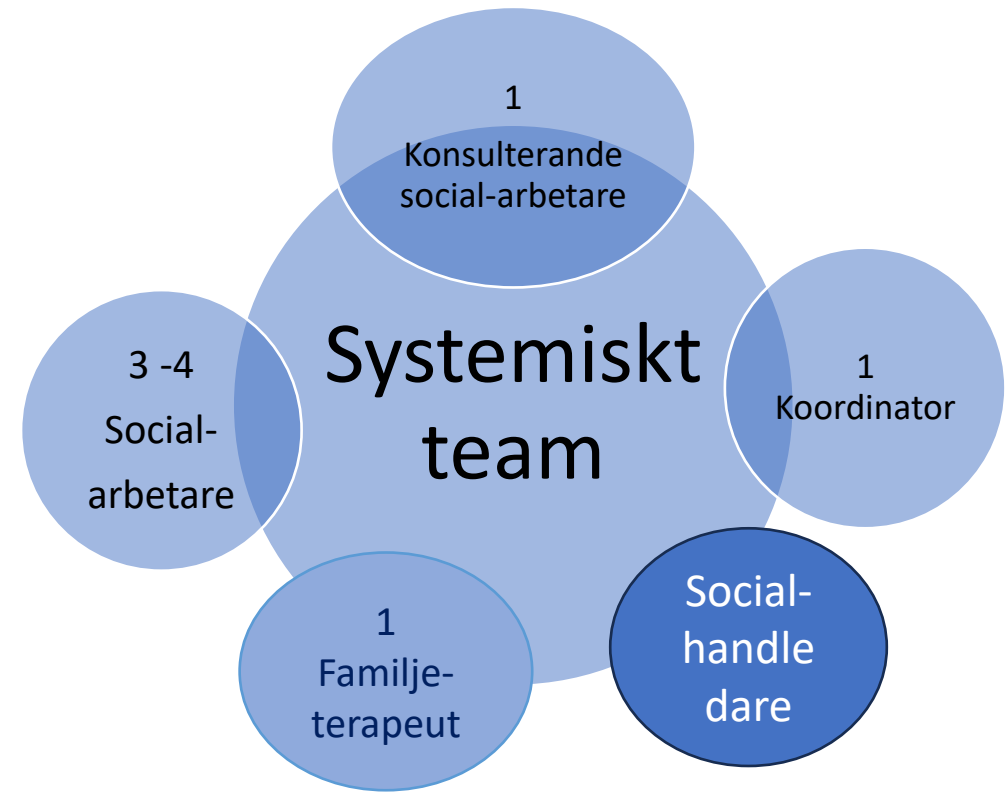 1
Konsulterande
social-arbetare
Systemiskt
team
3 -4
Social-
arbetare
1
Koordinator
1
Familje-
terapeut
Social-
handle
dare